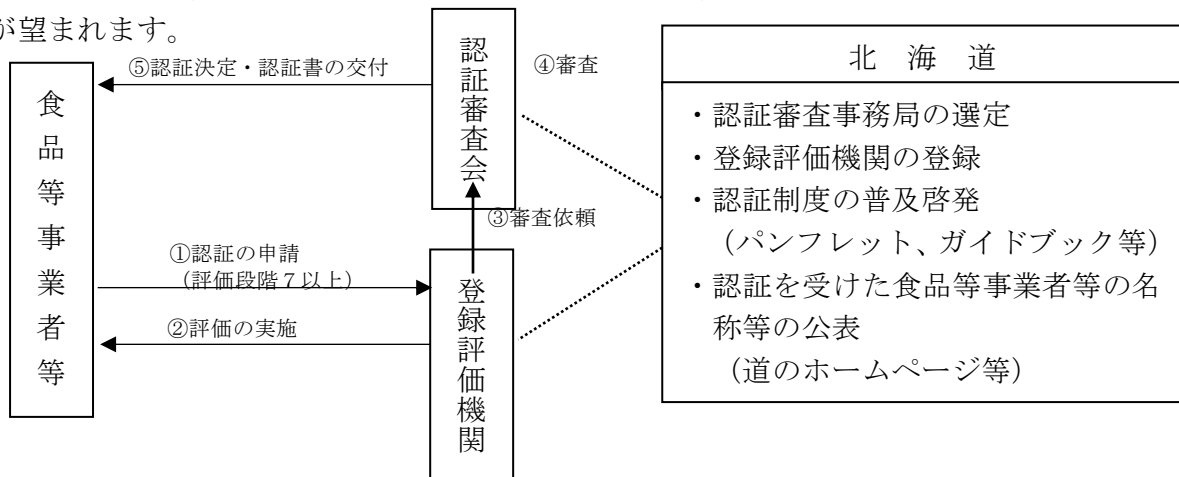 が望まれます。
食品等事業者等
⑤認証決定・認証書の交付
認証審査会
④審査
③審査依頼
①認証の申請
（評価段階７以上）
②評価の実施
登録評価機関
北　海　道
・認証審査事務局の選定
・登録評価機関の登録
・認証制度の普及啓発
（パンフレット、ガイドブック等）
・認証を受けた食品等事業者等の名
称等の公表
（道のホームページ等）